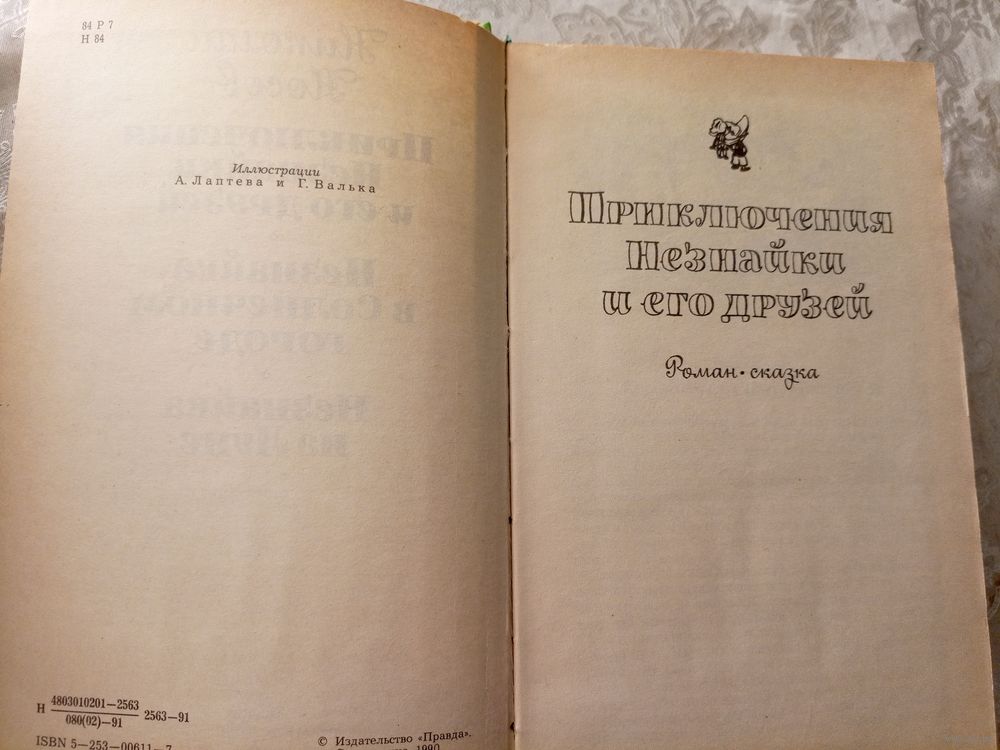 84 Р 7
Н 84
Иллюстрации
А. Лаптева и Г. Валька
Н 4803010201—2563
080(02)—91
2563—91
ISBN 5—253—00611—7
© Издательство «Правда».
1990
Приключения
Незнайки
и его друзей
Роман-сказка